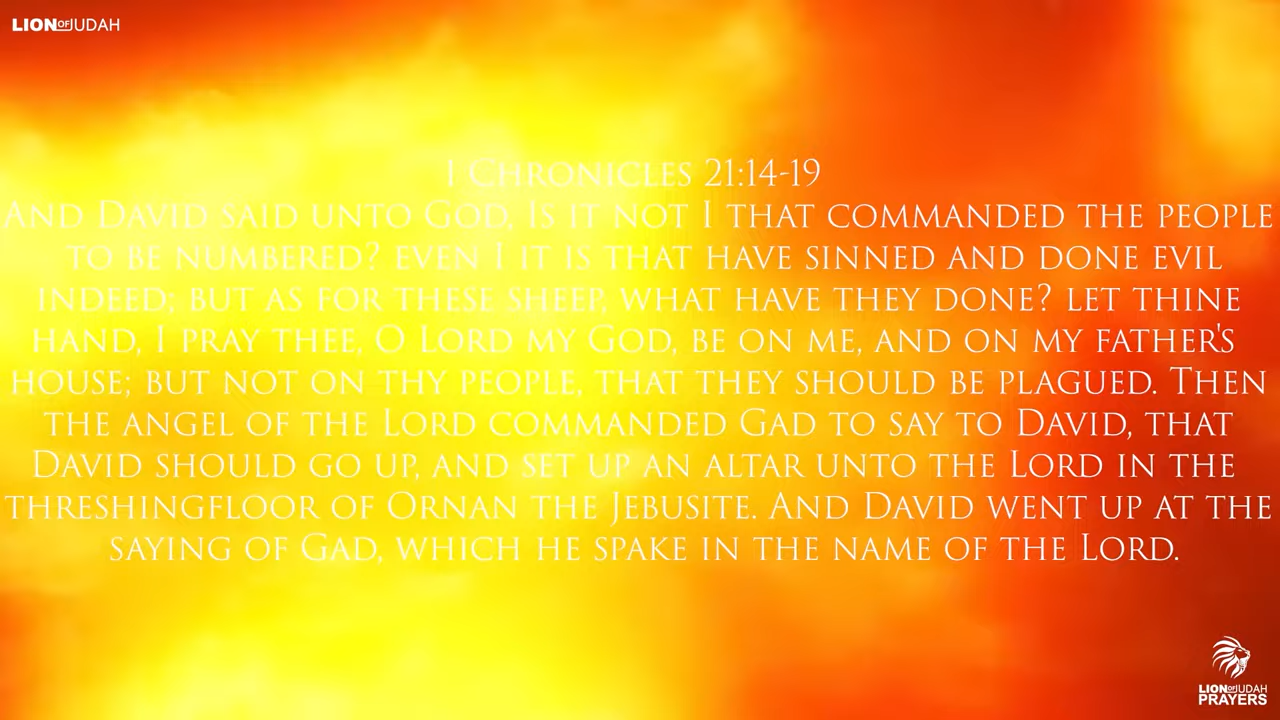 LION OF JUDAH
1 Chronicles 21:14-19
And David said unto God, Is it not I that commanded the people
to be numbered? even I it is that have sinned and done evil
indeed; but as for these sheep, what have they done? let thine
hand, I pray thee, O Lord my God, be on me, and on my father's
house; but not on thy people, that they should be plagued. Then
the angel of the Lord commanded Gad to say to David, that
David should go up, and set up an altar unto the Lord in the
threshingfloor of Ornan the Jebusite. And David went up at the
saying of Gad, which he spake in the name of the Lord.
LION OF JUDAH
PRAYERS